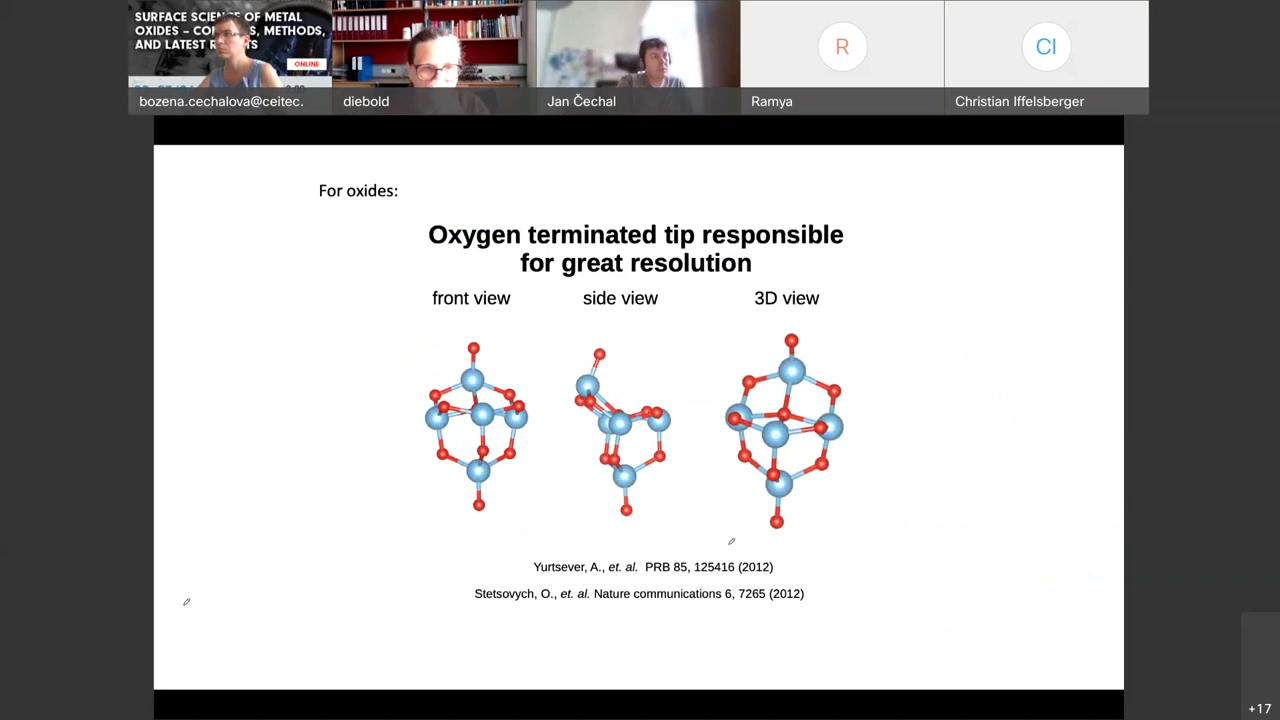 SURFACE SCIENCE OF METAL
OXIDES – METHODS,
AND LATEST
ONLINE
bozena.cechalova@ceitec.
diebold
Jan Čechal
R
Ramya
CI
Christian Iffelsberger
For oxides:
Oxygen terminated tip responsible
for great resolution
front view
side view
3D view
Yurtsever, A., et. al. PRB 85, 125416 (2012)
Stetsovych, O., et. al. Nature communications 6, 7265 (2012)
+17